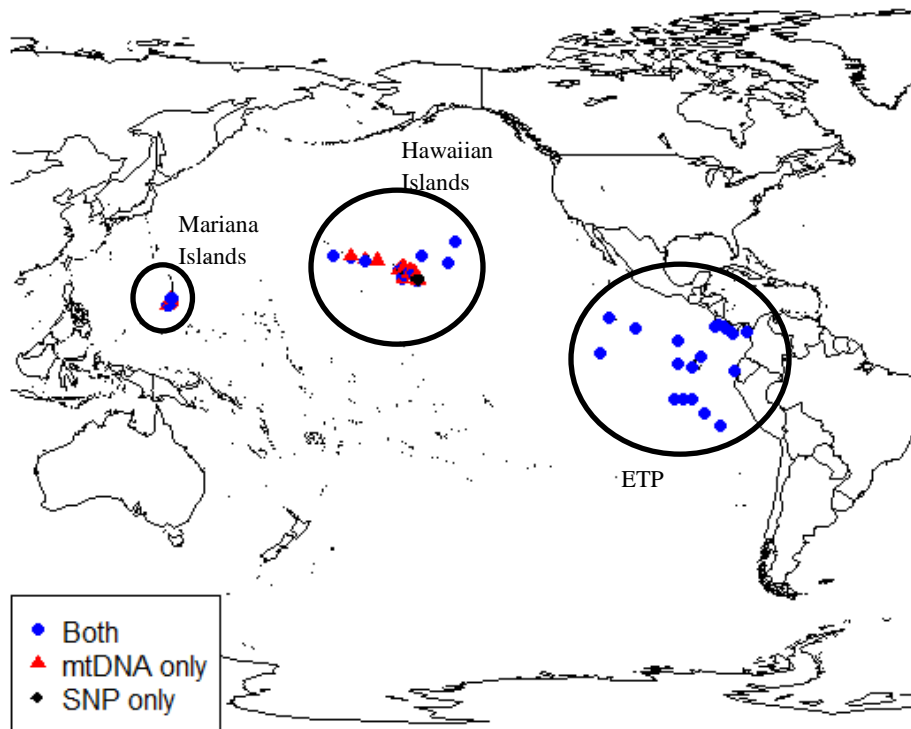 Hawaiian
Islands
Mariana
Islands
ETP
Both
mtDNA only
SNP only